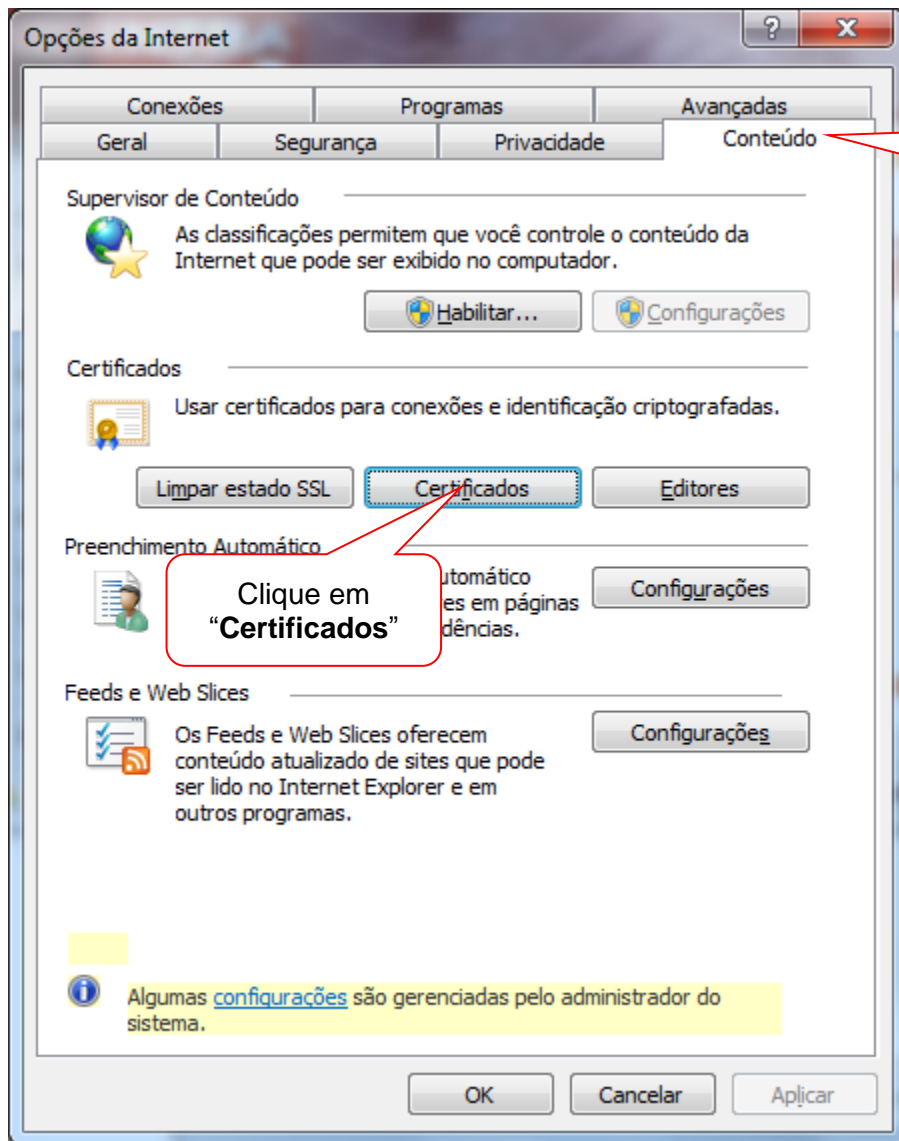 Opções da Internet
?
X
Conexões
Programas
Avançadas
Geral
Segurança
Privacidade
Conteúdo
Supervisor de Conteúdo
As classificações permitem que você controle o conteúdo da
Internet que pode ser exibido no computador.
Habilitar...
Configurações
Certificados
Usar certificados para conexões e identificação criptografadas.
Limpar estado SSL
Certificados
Editores
Preenchimento Automático
Clique em
“Certificados”
utomático
es em páginas
dências.
Configurações
Feeds e Web Slices
Os Feeds e Web Slices oferecem
conteúdo atualizado de sites que pode
ser lido no Internet Explorer e em
outros programas.
Configurações
Algumas configurações são gerenciadas pelo administrador do
sistema.
OK
Cancelar
Aplicar